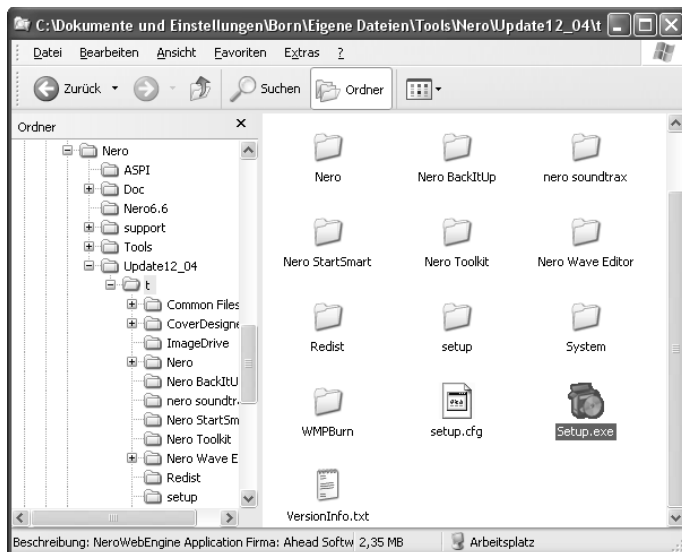 C:\Dokumente und Einstellungen\Born\Eigene Dateien\Tools\Nero\Update12_04\t
Datei Bearbeiten Ansicht Favoriten Extras ?
Zurück Suchen Ordner
Ordner
Nero
ASPI
Doc
Nero6.6
support
Tools
Update12_04
t
Common Files
CoverDesigne
ImageDrive
Nero
Nero BackItU
nero soundtr
Nero StartSm
Nero Toolkit
Nero Wave E
Redist
setup
Nero Nero BackItUp nero soundtrax
Nero StartSmart Nero Toolkit Nero Wave Editor
Redist setup System
WMPBurn setup.cfg Setup.exe
VersionInfo.txt
Beschreibung: NeroWebEngine Application Firma: Ahead Softw 2,35 MB Arbeitsplatz